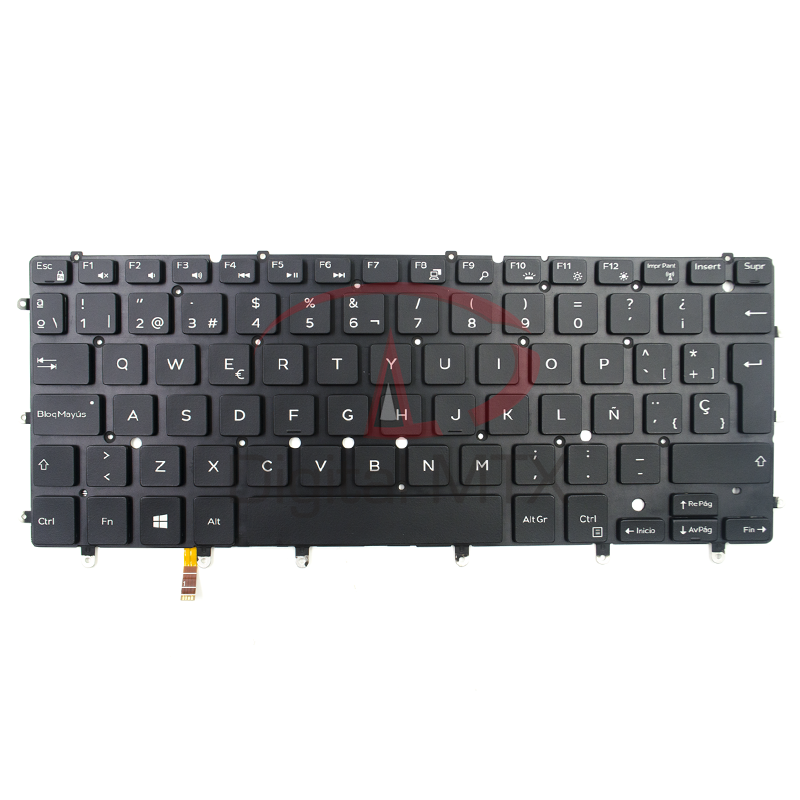 Esc F1 F2 F3 F4 F5 F6 F7 F8 F9 F10 F11 F12 Impr Pant Insert Supr
ª ! " · $ % & / ( ) = ? ¿
º \ 1 | 2 @ 3 # 4 5 6 ¬ 7 8 9 0 ' ¡
Q W E € R T Y U I O P ` ^ [ * + ]
Bloq Mayús A S D F G H J K L Ñ ¨ ´ { Ç }
> < Z X C V B N M ; , : . _ -
Ctrl Fn Alt Alt Gr Ctrl ← Inicio ↑ Re Pág ↓ Av Pág Fin →